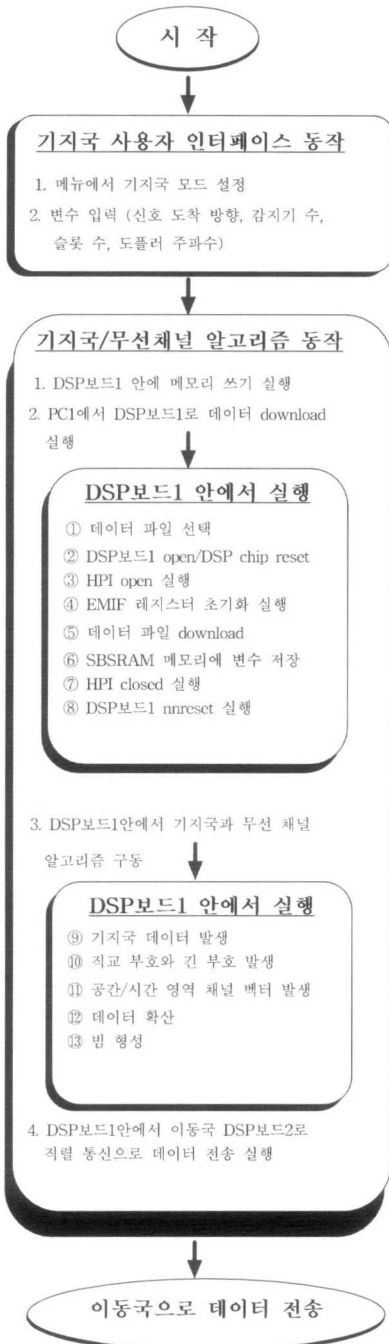 시 작
기지국 사용자 인터페이스 동작
1. 메뉴에서 기지국 모드 설정
2. 변수 입력 (신호 도착 방향, 감지기 수,
슬롯 수, 도플러 주파수)
기지국/무선채널 알고리즘 동작
1. DSP보드1 안에 메모리 쓰기 실행
2. PC1에서 DSP보드1로 데이터 download
실행
DSP보드1 안에서 실행
① 데이터 파일 선택
② DSP보드1 open/DSP chip reset
③ HPI open 실행
④ EMIF 레지스터 초기화 실행
⑤ 데이터 파일 download
⑥ SBSRAM 메모리에 변수 저장
⑦ HPI closed 실행
⑧ DSP보드1 nnreset 실행
3. DSP보드1안에서 기지국과 무선 채널
알고리즘 구동
DSP보드1 안에서 실행
⑨ 기지국 데이터 발생
⑩ 직교 부호와 긴 부호 발생
⑪ 공간/시간 영역 채널 벡터 발생
⑫ 데이터 확산
⑬ 빔 형성
4. DSP보드1안에서 이동국 DSP보드2로
직렬 통신으로 데이터 전송 실행
이동국으로 데이터 전송